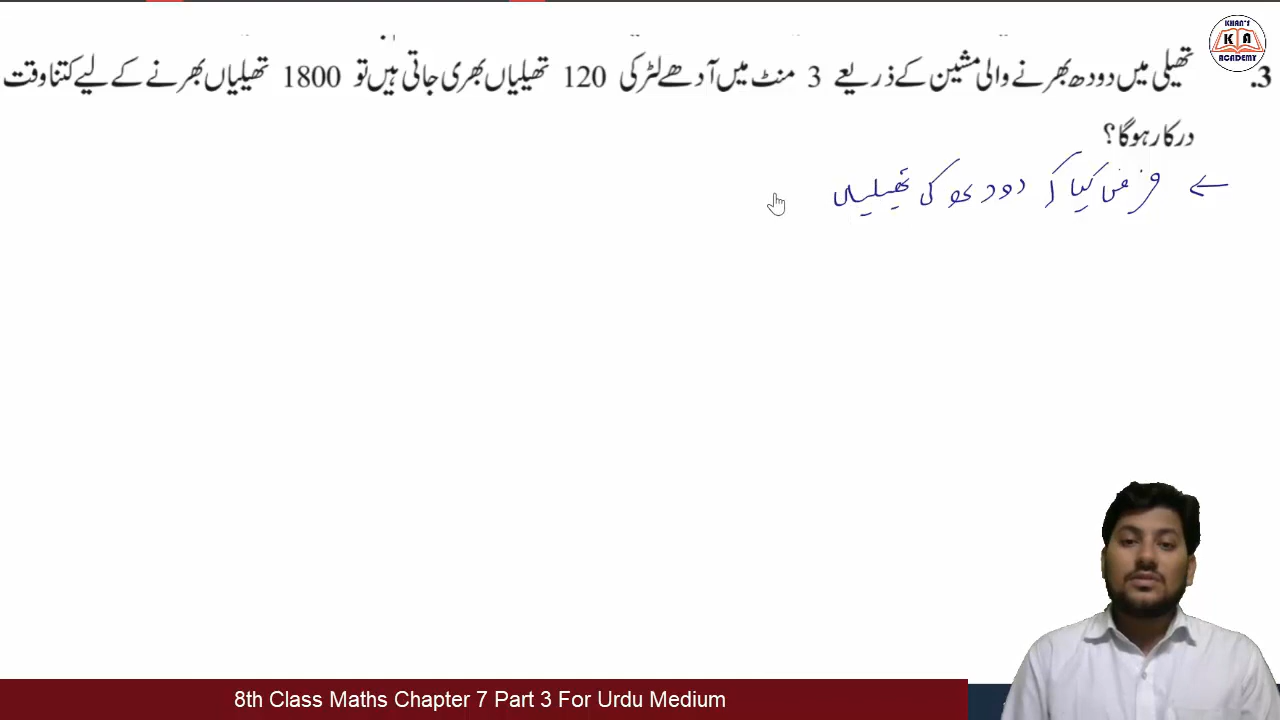 KHAN'S
K A
ACADEMY
3. تھیلی میں دودھ بھرنے والی مشین کے ذریعے 3 منٹ میں آدھے لٹر کی 120 تھیلیاں بھری جاتی ہیں تو 1800 تھیلیاں بھرنے کے لیے کتنا وقت
درکار ہوگا؟
← فرض کیا کہ دودھ کی تھیلیاں
8th Class Maths Chapter 7 Part 3 For Urdu Medium